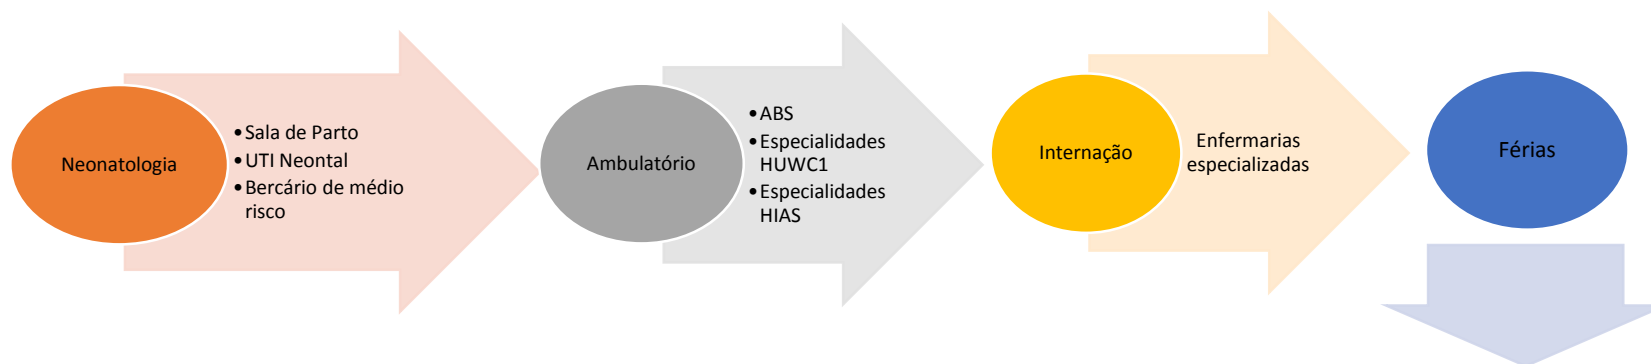 Neonatologia
•Sala de Parto
•UTI Neontal
•Bercário de médio
risco
Ambulatório
•ABS
•Especialidades
HUWC1
•Especialidades
HIAS
Internação
Enfermarias
especializadas
Férias